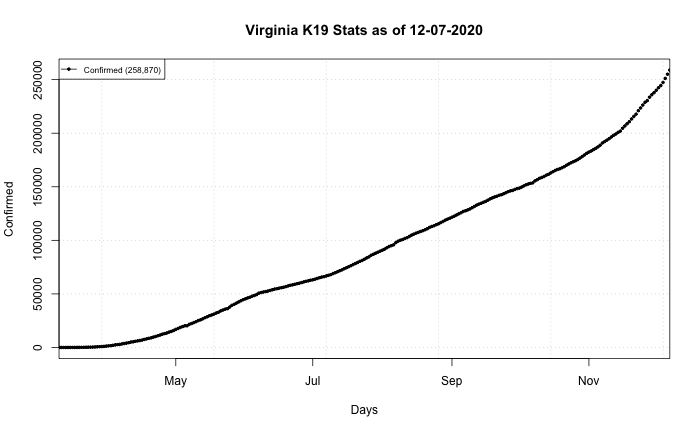 Virginia K19 Stats as of 12-07-2020
Confirmed (258,870)
250000
200000
150000
100000
50000
0
Confirmed
May Jul Sep Nov
Days